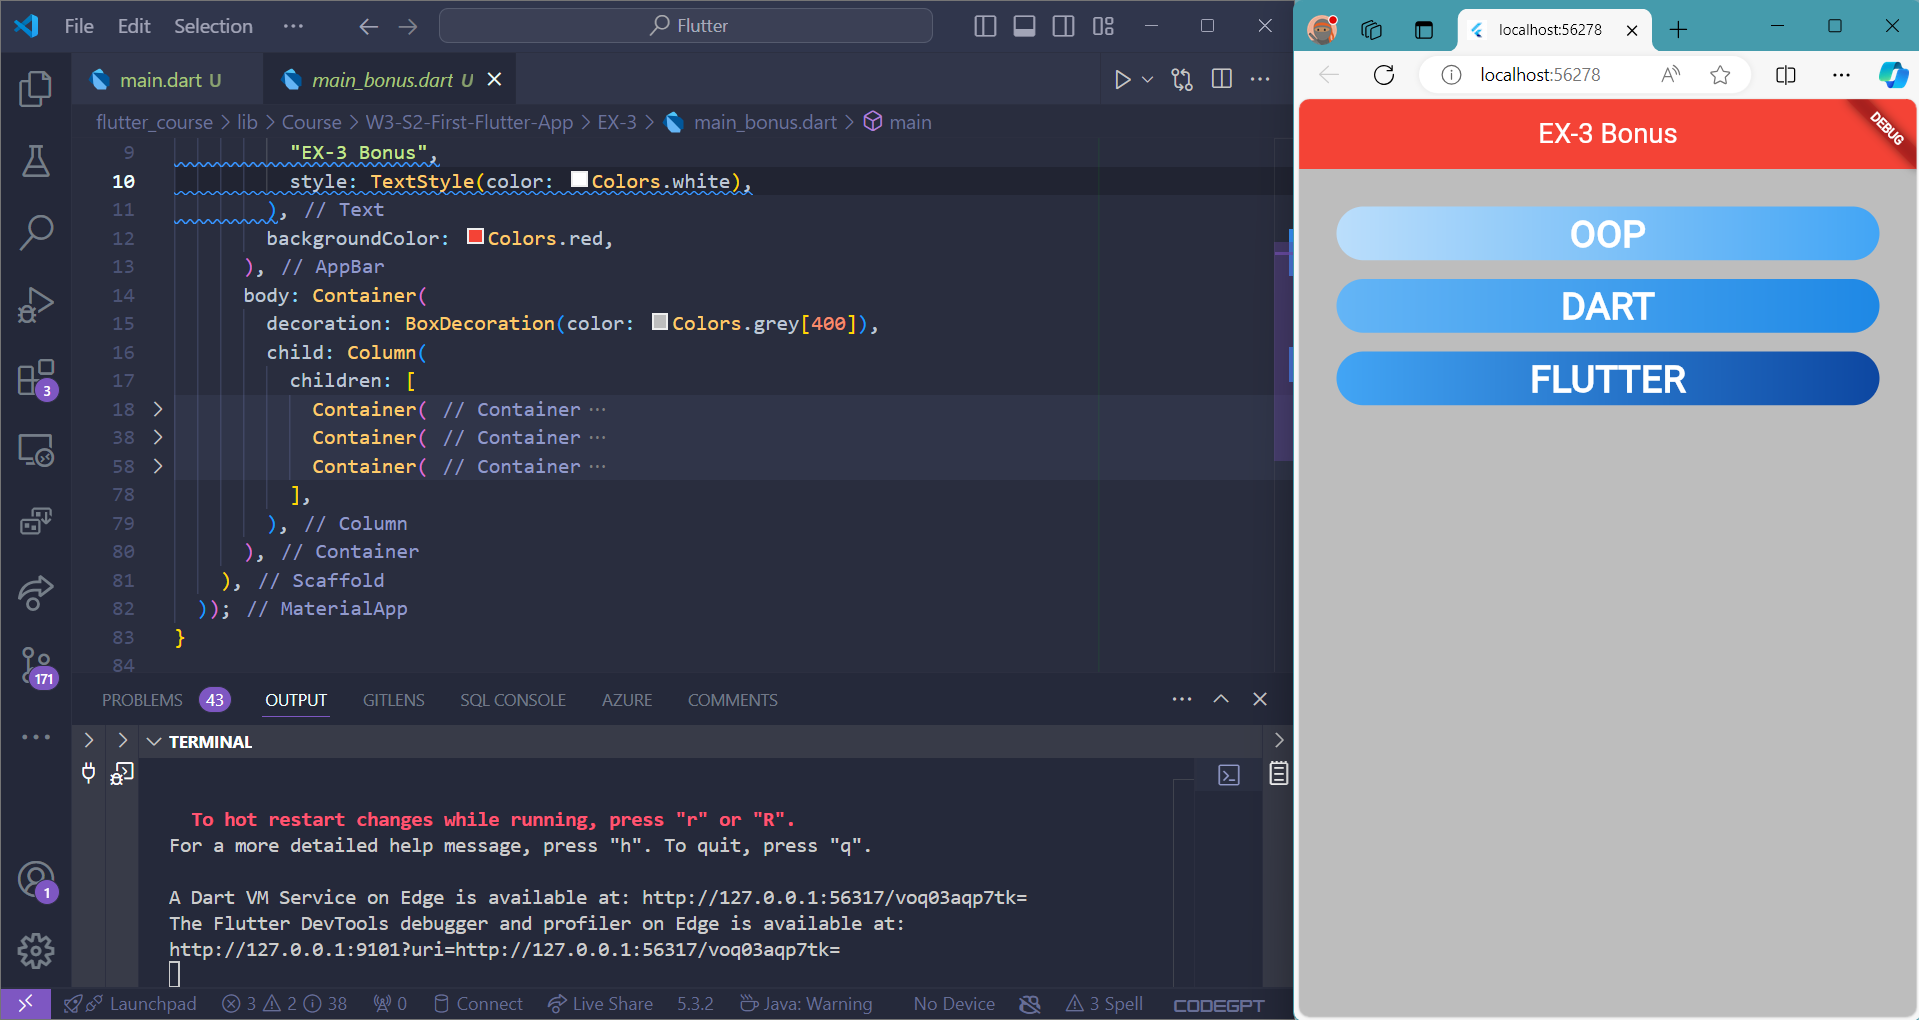 File Edit Selection ··· Flutter
main.dart U main_bonus.dart U
flutter_course > lib > Course > W3-S2-First-Flutter-App > EX-3 > main_bonus.dart > main
9 "EX-3 Bonus",
10 style: TextStyle(color: Colors.white),
11 ), // Text
12 backgroundColor: Colors.red,
13 ), // AppBar
14 body: Container(
15 decoration: BoxDecoration(color: Colors.grey[400]),
16 child: Column(
17 children: [
18 Container( // Container ···
38 Container( // Container ···
58 Container( // Container ···
78 ],
79 ), // Column
80 ), // Container
81 ), // Scaffold
82 )); // MaterialApp
83 }
84
3
171
1
PROBLEMS 43 OUTPUT GITLENS SQL CONSOLE AZURE COMMENTS
TERMINAL
To hot restart changes while running, press "r" or "R".
For a more detailed help message, press "h". To quit, press "q".
A Dart VM Service on Edge is available at: http://127.0.0.1:56317/voq03aqp7tk=
The Flutter DevTools debugger and profiler on Edge is available at:
http://127.0.0.1:9101?uri=http://127.0.0.1:56317/voq03aqp7tk=
Launchpad 3 2 38 0 Connect Live Share 5.3.2 Java: Warning No Device 3 Spell CODEGPT
localhost:56278
localhost:56278
EX-3 Bonus
DEBUG
OOP
DART
FLUTTER